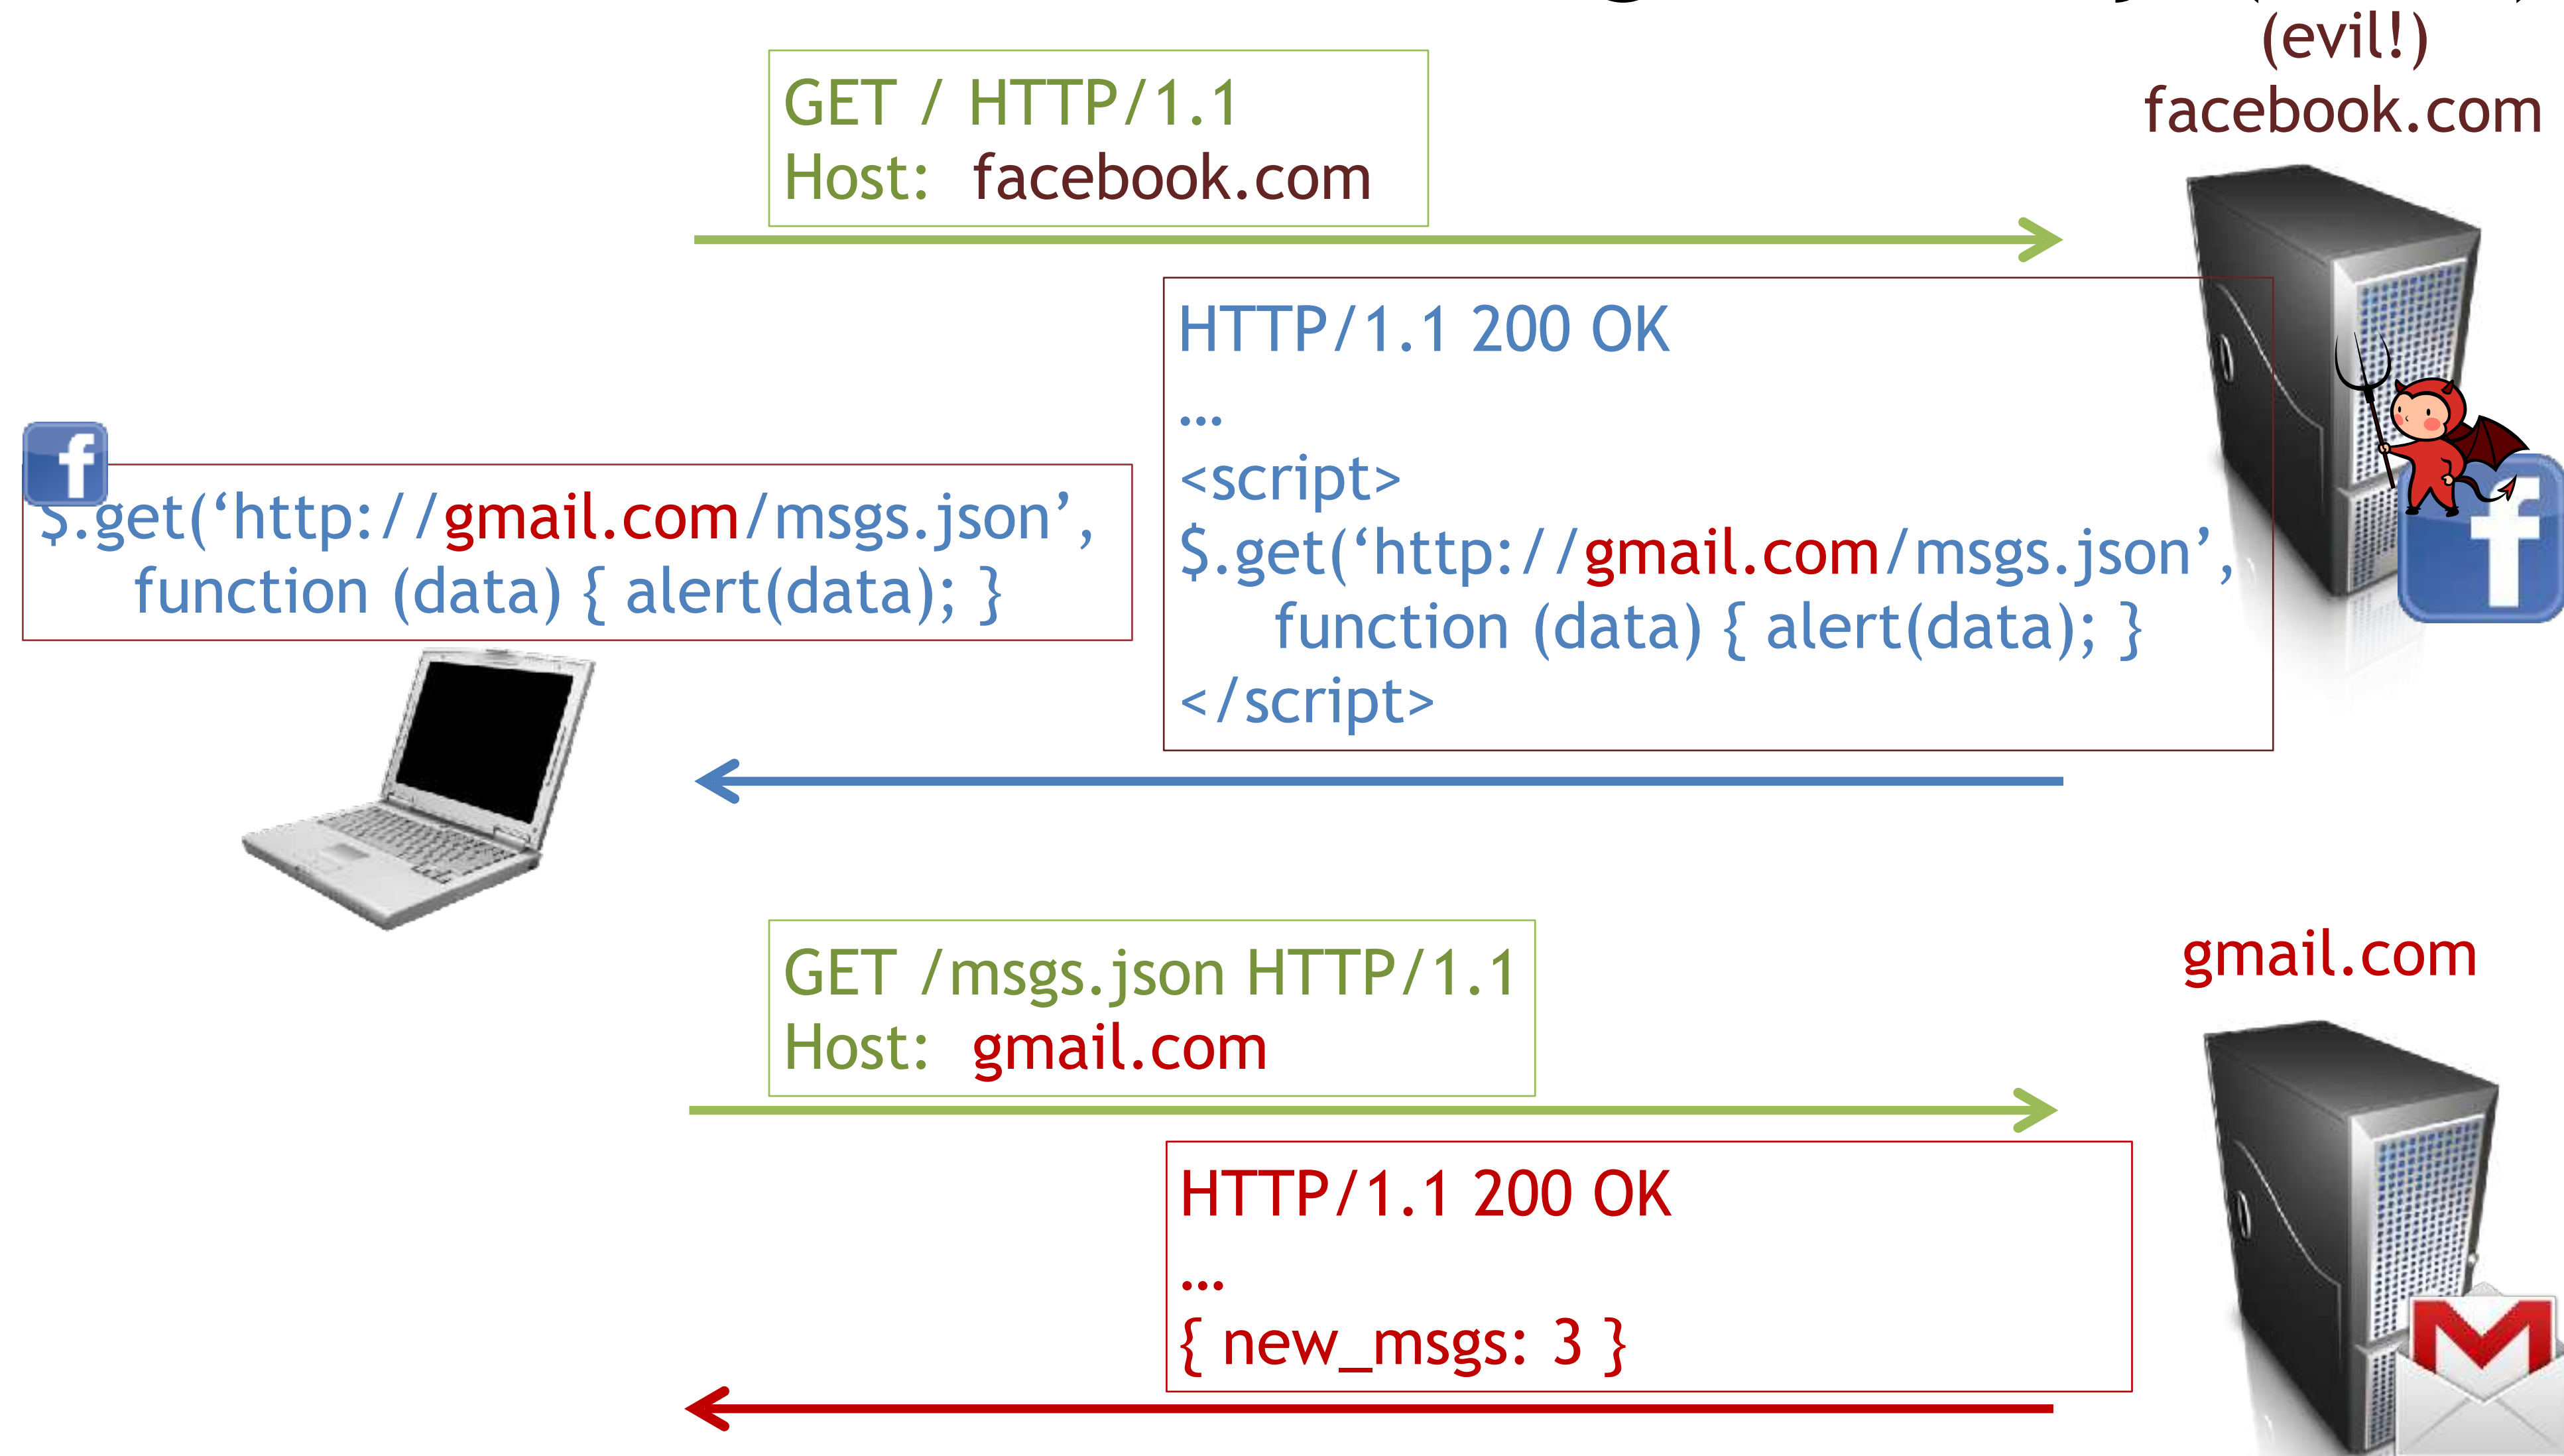 (evil!)
facebook.com
GET / HTTP/1.1
Host: facebook.com
HTTP/1.1 200 OK
…
<script>
$.get(‘http://gmail.com/msgs.json’,
function (data) { alert(data); }
</script>
$.get(‘http://gmail.com/msgs.json’,
function (data) { alert(data); }
gmail.com
GET /msgs.json HTTP/1.1
Host: gmail.com
HTTP/1.1 200 OK
…
{ new_msgs: 3 }